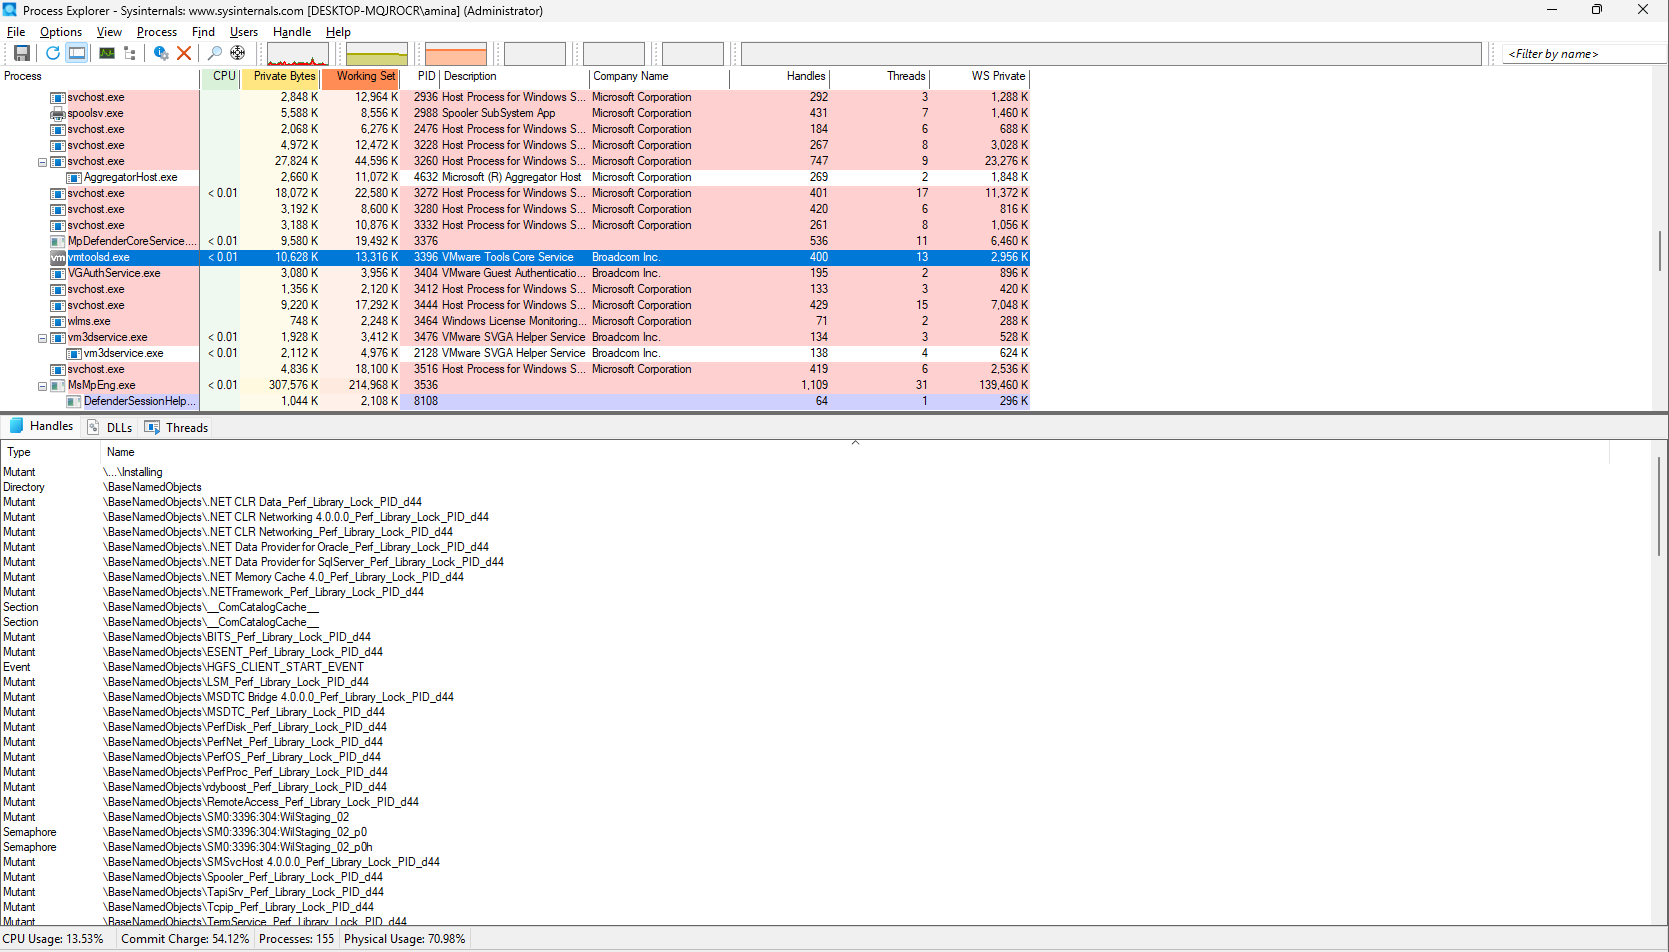 Process Explorer - Sysinternals: www.sysinternals.com [DESKTOP-MQJROCR\amina] (Administrator)
File Options View Process Find Users Handle Help
<Filter by name>
Process CPU Private Bytes Working Set PID Description Company Name Handles Threads WS Private
svchost.exe 2,848 K 12,964 K 2936 Host Process for Windows S... Microsoft Corporation 292 3 1,288 K
spoolsv.exe 5,588 K 8,556 K 2988 Spooler SubSystem App Microsoft Corporation 431 7 1,460 K
svchost.exe 2,068 K 6,276 K 2476 Host Process for Windows S... Microsoft Corporation 184 6 688 K
svchost.exe 4,972 K 12,472 K 3228 Host Process for Windows S... Microsoft Corporation 267 8 3,028 K
svchost.exe 27,824 K 44,596 K 3260 Host Process for Windows S... Microsoft Corporation 747 9 23,276 K
AggregatorHost.exe 2,660 K 11,072 K 4632 Microsoft (R) Aggregator Host Microsoft Corporation 269 2 1,848 K
svchost.exe < 0.01 18,072 K 22,580 K 3272 Host Process for Windows S... Microsoft Corporation 401 17 11,372 K
svchost.exe 3,192 K 8,600 K 3280 Host Process for Windows S... Microsoft Corporation 420 6 816 K
svchost.exe 3,188 K 10,876 K 3332 Host Process for Windows S... Microsoft Corporation 261 8 1,056 K
MpDefenderCoreService.... < 0.01 9,580 K 19,492 K 3376 536 11 6,460 K
vm vmtoolsd.exe < 0.01 10,628 K 13,316 K 3396 VMware Tools Core Service Broadcom Inc. 400 13 2,956 K
VGAuthService.exe 3,080 K 3,956 K 3404 VMware Guest Authenticatio... Broadcom Inc. 195 2 896 K
svchost.exe 1,356 K 2,120 K 3412 Host Process for Windows S... Microsoft Corporation 133 3 420 K
svchost.exe 9,220 K 17,292 K 3444 Host Process for Windows S... Microsoft Corporation 429 15 7,048 K
wlms.exe 748 K 2,248 K 3464 Windows License Monitoring... Microsoft Corporation 71 2 288 K
vm3dservice.exe < 0.01 1,928 K 3,412 K 3476 VMware SVGA Helper Service Broadcom Inc. 134 3 528 K
vm3dservice.exe < 0.01 2,112 K 4,976 K 2128 VMware SVGA Helper Service Broadcom Inc. 138 4 624 K
svchost.exe 4,836 K 18,100 K 3516 Host Process for Windows S... Microsoft Corporation 419 6 2,536 K
MsMpEng.exe < 0.01 307,576 K 214,968 K 3536 1,109 31 139,460 K
DefenderSessionHelp... 1,044 K 2,108 K 8108 64 1 296 K
Handles DLLs Threads
Type Name
Mutant \...\Installing
Directory \BaseNamedObjects
Mutant \BaseNamedObjects\.NET CLR Data_Perf_Library_Lock_PID_d44
Mutant \BaseNamedObjects\.NET CLR Networking 4.0.0.0_Perf_Library_Lock_PID_d44
Mutant \BaseNamedObjects\.NET CLR Networking_Perf_Library_Lock_PID_d44
Mutant \BaseNamedObjects\.NET Data Provider for Oracle_Perf_Library_Lock_PID_d44
Mutant \BaseNamedObjects\.NET Data Provider for SqlServer_Perf_Library_Lock_PID_d44
Mutant \BaseNamedObjects\.NET Memory Cache 4.0_Perf_Library_Lock_PID_d44
Mutant \BaseNamedObjects\.NETFramework_Perf_Library_Lock_PID_d44
Section \BaseNamedObjects\__ComCatalogCache__
Section \BaseNamedObjects\__ComCatalogCache__
Mutant \BaseNamedObjects\BITS_Perf_Library_Lock_PID_d44
Mutant \BaseNamedObjects\ESENT_Perf_Library_Lock_PID_d44
Event \BaseNamedObjects\HGFS_CLIENT_START_EVENT
Mutant \BaseNamedObjects\LSM_Perf_Library_Lock_PID_d44
Mutant \BaseNamedObjects\MSDTC Bridge 4.0.0.0_Perf_Library_Lock_PID_d44
Mutant \BaseNamedObjects\MSDTC_Perf_Library_Lock_PID_d44
Mutant \BaseNamedObjects\PerfDisk_Perf_Library_Lock_PID_d44
Mutant \BaseNamedObjects\PerfNet_Perf_Library_Lock_PID_d44
Mutant \BaseNamedObjects\PerfOS_Perf_Library_Lock_PID_d44
Mutant \BaseNamedObjects\PerfProc_Perf_Library_Lock_PID_d44
Mutant \BaseNamedObjects\rdyboost_Perf_Library_Lock_PID_d44
Mutant \BaseNamedObjects\RemoteAccess_Perf_Library_Lock_PID_d44
Mutant \BaseNamedObjects\SM0:3396:304:WilStaging_02
Semaphore \BaseNamedObjects\SM0:3396:304:WilStaging_02_p0
Semaphore \BaseNamedObjects\SM0:3396:304:WilStaging_02_p0h
Mutant \BaseNamedObjects\SMSvcHost 4.0.0.0_Perf_Library_Lock_PID_d44
Mutant \BaseNamedObjects\Spooler_Perf_Library_Lock_PID_d44
Mutant \BaseNamedObjects\TapiSrv_Perf_Library_Lock_PID_d44
Mutant \BaseNamedObjects\Tcpip_Perf_Library_Lock_PID_d44
Mutant \BaseNamedObjects\TermService_Perf_Library_Lock_PID_d44
CPU Usage: 13.53% Commit Charge: 54.12% Processes: 155 Physical Usage: 70.98%